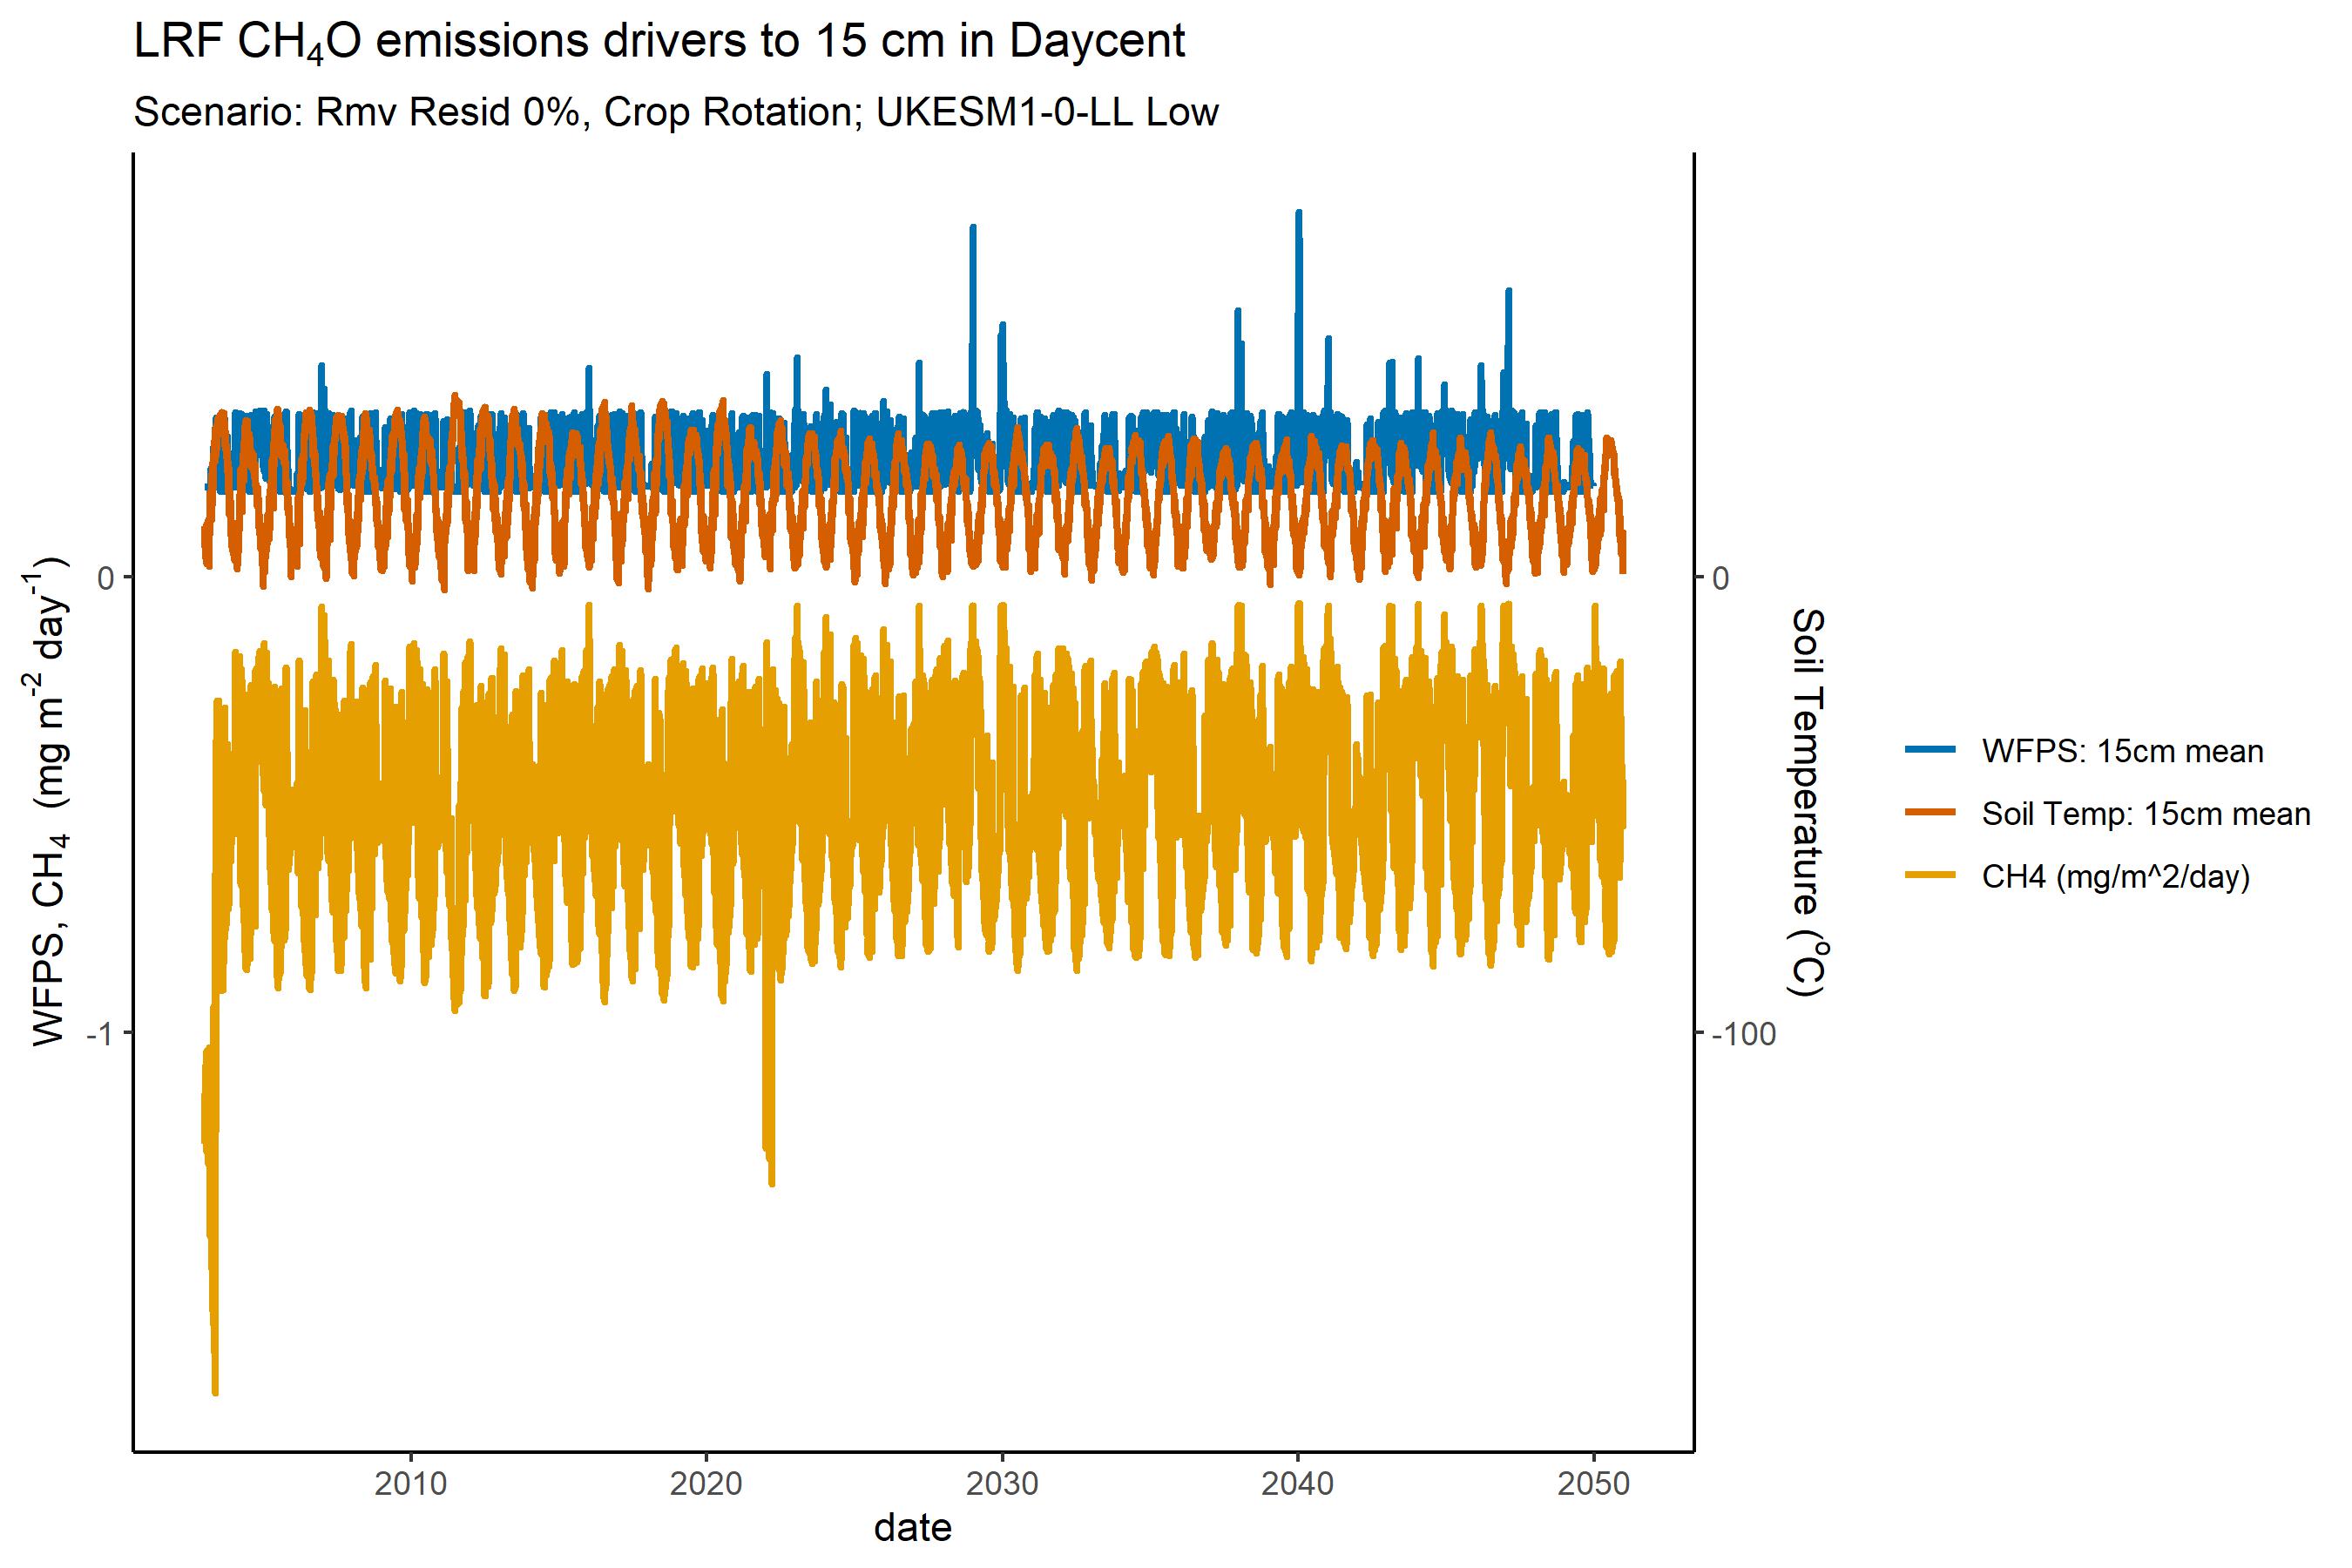 LRF CH₄O emissions drivers to 15 cm in Daycent
Scenario: Rmv Resid 0%, Crop Rotation; UKESM1-0-LL Low
WFPS, CH₄ (mg m⁻² day⁻¹)
0
-1
0
-100
Soil Temperature (°C)
WFPS: 15cm mean
Soil Temp: 15cm mean
CH4 (mg/m^2/day)
2010 2020 2030 2040 2050
date